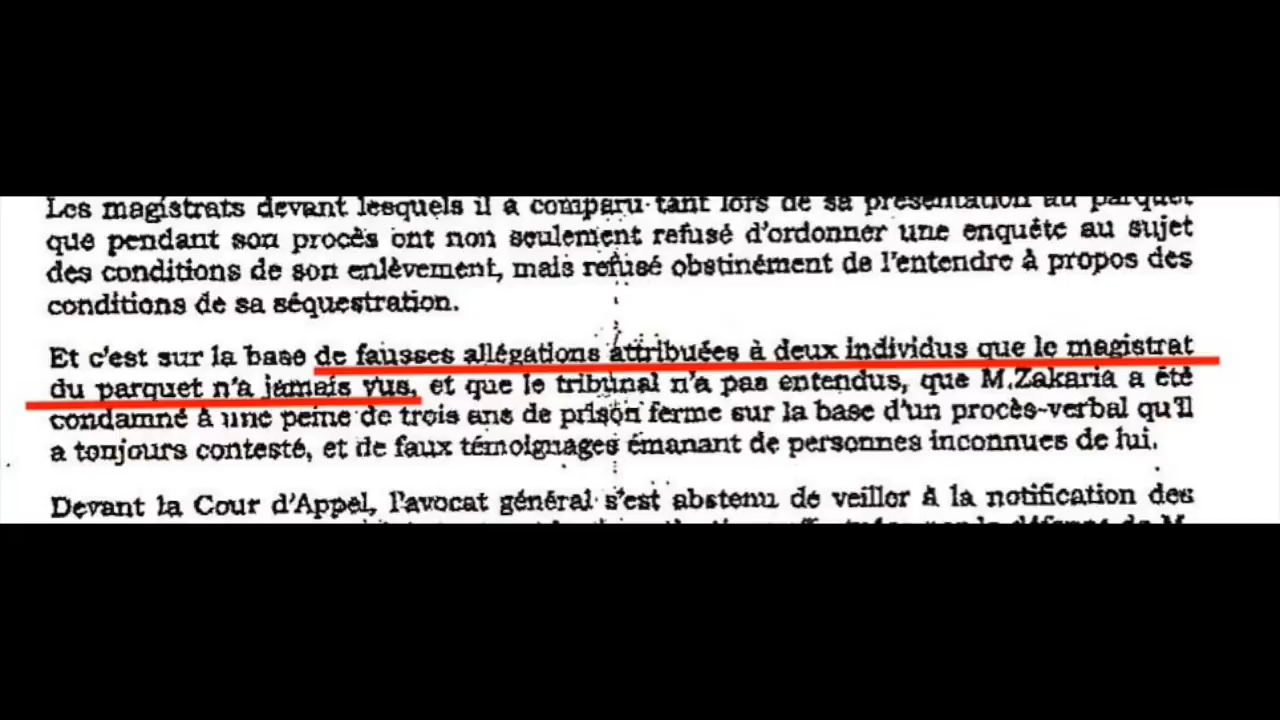 Les magistrats devant lesquels il a comparu tant lors de sa présentation au parquet
que pendant son procès ont non seulement refusé d'ordonner une enquête au sujet
des conditions de son enlèvement, mais refusé obstinément de l'entendre à propos des
conditions de sa séquestration.
Et c'est sur la base de fausses allégations attribuées à deux individus que le magistrat
du parquet n'a jamais vus, et que le tribunal n'a pas entendus, que M.Zakaria a été
condamné à une peine de trois ans de prison ferme sur la base d'un procès-verbal qu'il
a toujours contesté, et de faux témoignages émanant de personnes inconnues de lui.
Devant la Cour d'Appel, l'avocat général s'est abstenu de veiller à la notification des